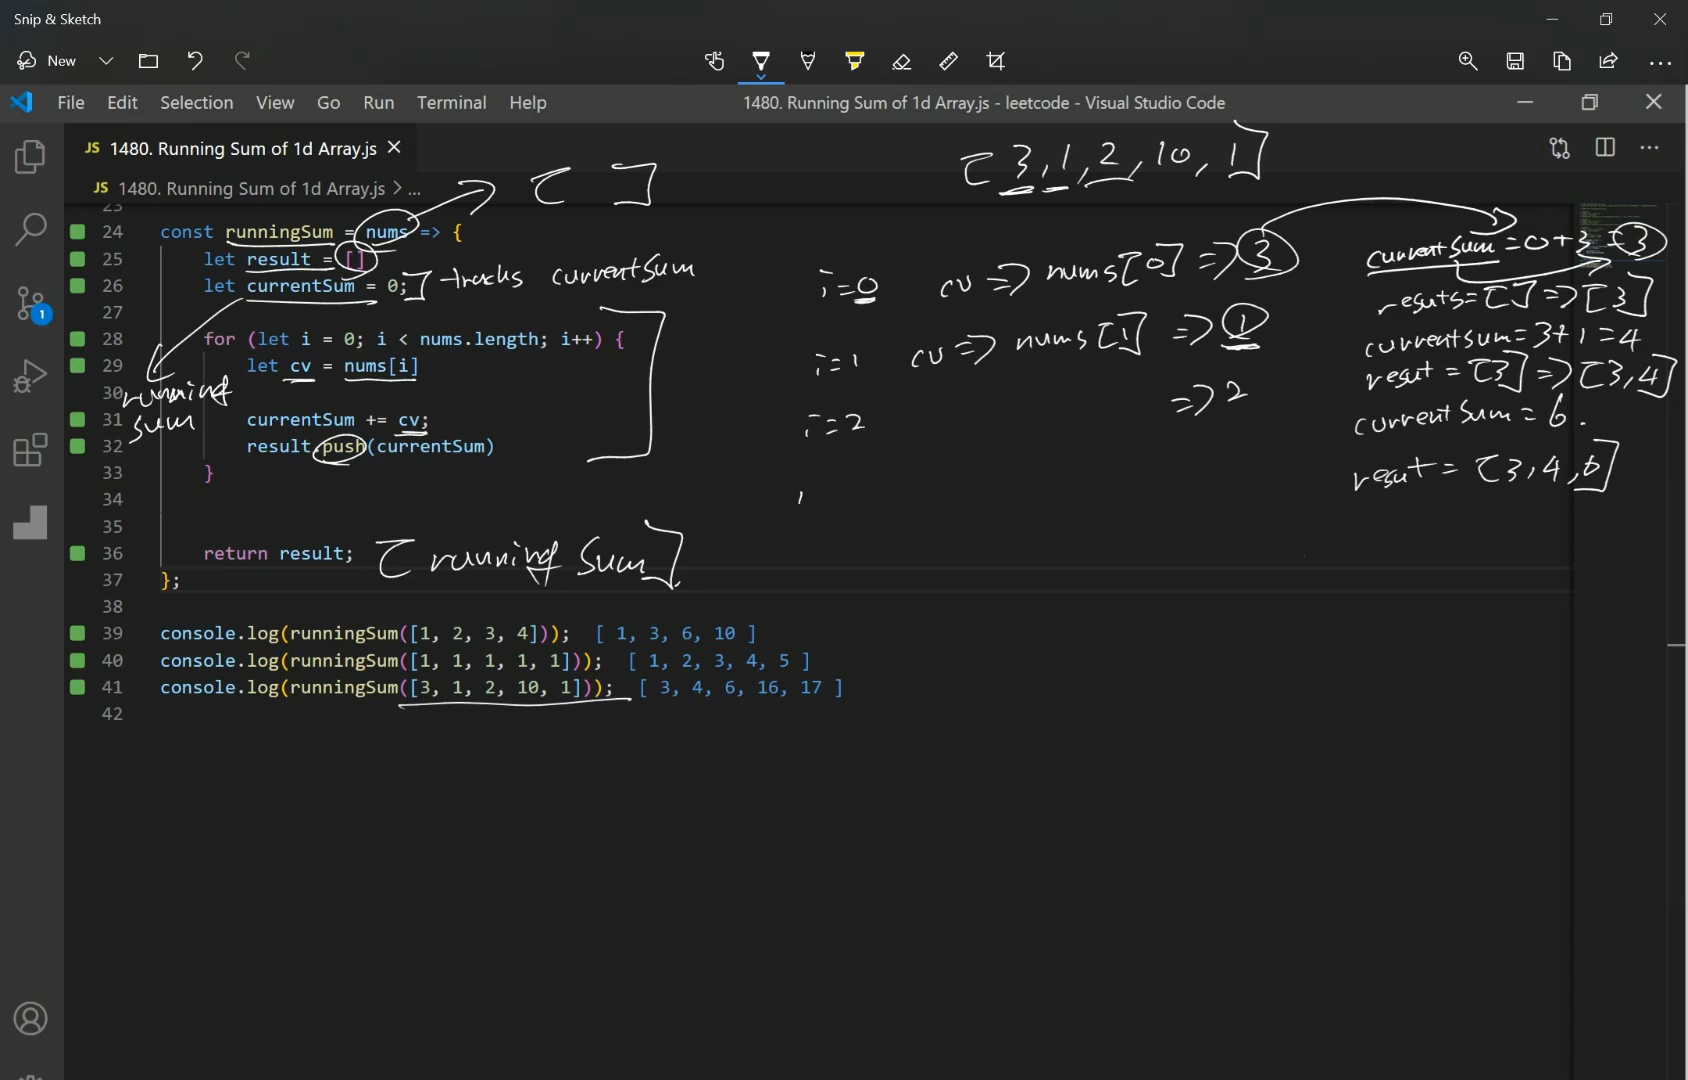 Snip & Sketch
New
File Edit Selection View Go Run Terminal Help
1480. Running Sum of 1d Array.js - leetcode - Visual Studio Code
JS 1480. Running Sum of 1d Array.js
JS 1480. Running Sum of 1d Array.js > ...
[ ]
[3, 1, 2, 10, 1]
23
24 const runningSum = nums => {
25 let result = []
26 let currentSum = 0;
] tracks currentSum
27
28 for (let i = 0; i < nums.length; i++) {
29 let cv = nums[i]
30
31 currentSum += cv;
32 result.push(currentSum)
33 }
34
35
36 return result;
[running sum]
37 };
38
39 console.log(runningSum([1, 2, 3, 4])); [ 1, 3, 6, 10 ]
40 console.log(runningSum([1, 1, 1, 1, 1])); [ 1, 2, 3, 4, 5 ]
41 console.log(runningSum([3, 1, 2, 10, 1])); [ 3, 4, 6, 16, 17 ]
42
running
sum
i=0 cv => nums[0] => 3
i=1 cv => nums[1] => 1
i=2 => 2
currentSum = 0+3 = 3
results=[] => [3]
currentsum=3+1=4
result = [3] => [3,4]
currentSum = 6.
result = [3,4,6]
1